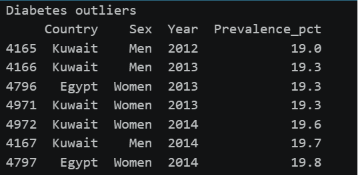 Diabetes outliers
Country Sex Year Prevalence_pct
4165 Kuwait Men 2012 19.0
4166 Kuwait Men 2013 19.3
4796 Egypt Women 2013 19.3
4971 Kuwait Women 2013 19.3
4972 Kuwait Women 2014 19.6
4167 Kuwait Men 2014 19.7
4797 Egypt Women 2014 19.8